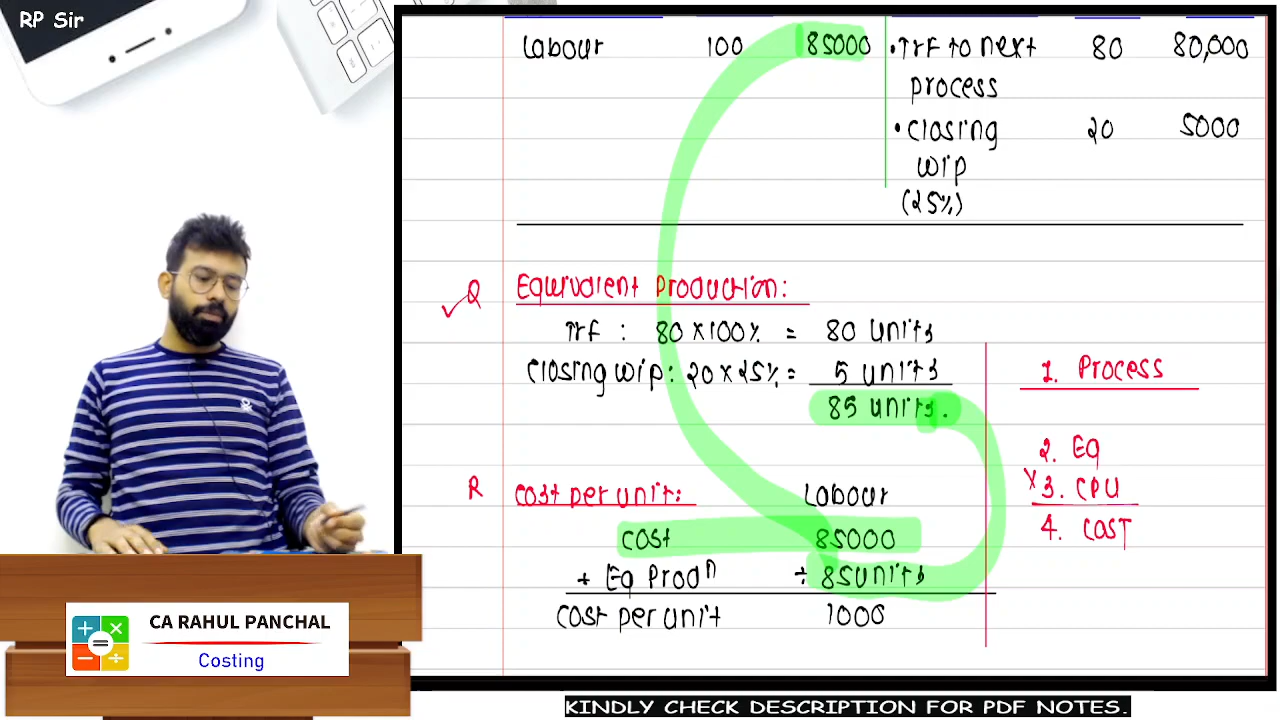 RP Sir
Labour 100 85000 • Trf to next 80 80,000
process
• Closing 20 5000
wip
(25%)
Q Equivalent Production:
Trf : 80 × 100% = 80 Units
Closing wip: 20 × 25% = 5 units
85 units.
R Cost per unit: Labour
Cost 85000
÷ Eq Prodⁿ ÷ 85 units
Cost per unit 1000
1. Process
2. EQ
× 3. CPU
4. COST
CA RAHUL PANCHAL
Costing
KINDLY CHECK DESCRIPTION FOR PDF NOTES.